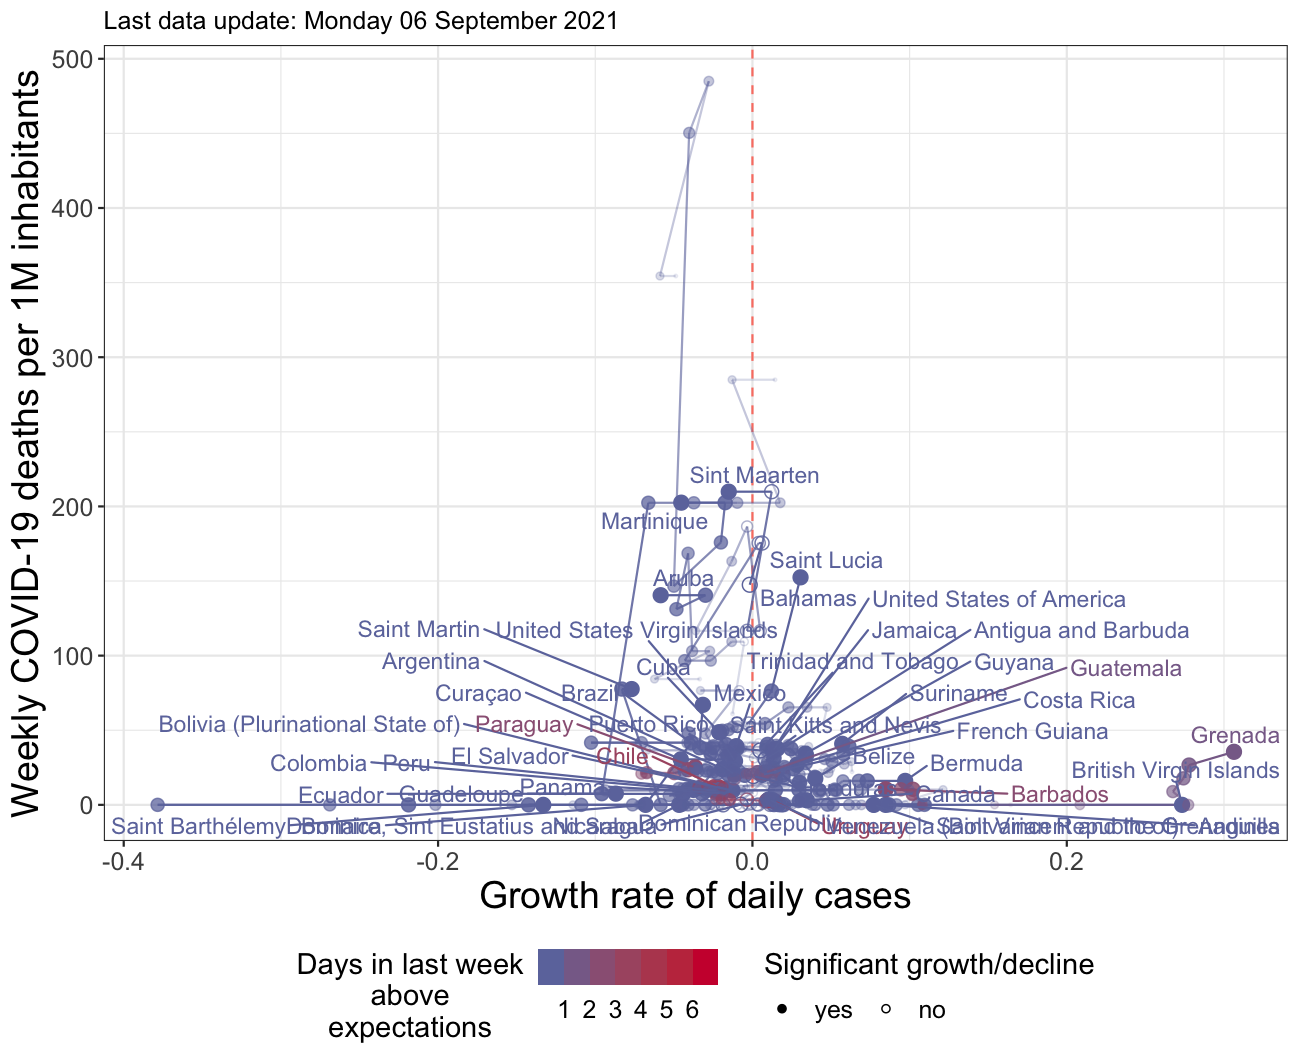 Last data update: Monday 06 September 2021
Weekly COVID-19 deaths per 1M inhabitants
500
400
300
200
100
0
Sint Maarten
Martinique
Saint Lucia
Aruba
Bahamas
United States of America
Saint Martin
United States Virgin Islands
Jamaica
Antigua and Barbuda
Argentina
Cuba
Trinidad and Tobago
Guyana
Guatemala
Curaçao
Brazil
Mexico
Suriname
Costa Rica
Bolivia (Plurinational State of)
Paraguay
Puerto Rico
Saint Kitts and Nevis
French Guiana
Grenada
El Salvador
Chile
Belize
Colombia
Peru
Bermuda
British Virgin Islands
Ecuador
Guadeloupe
Panama
Canada
Barbados
Saint Barthélemy
Dominica
Bonaire, Sint Eustatius and Saba
Nicaragua
Dominican Republic
Uruguay
Venezuela (Bolivarian Republic of)
Saint Vincent and the Grenadines
Anguilla
-0.4
-0.2
0.0
0.2
Growth rate of daily cases
Days in last week
above
expectations
1 2 3 4 5 6
Significant growth/decline
yes
no